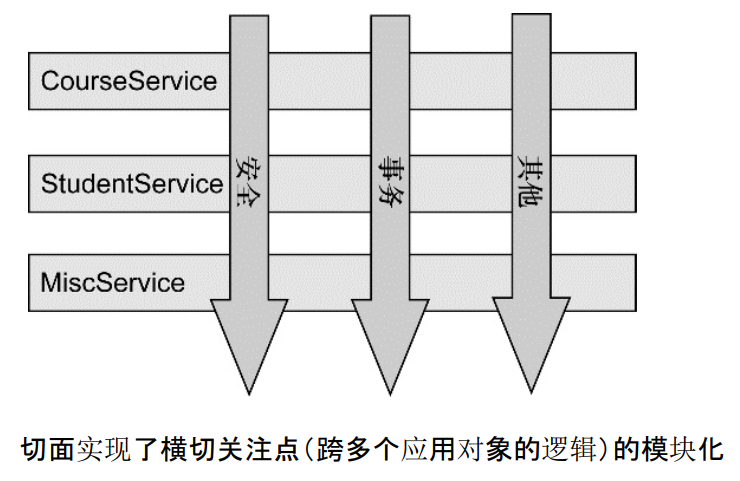 CourseService
安全
事务
其他
StudentService
MiscService
切面实现了横切关注点(跨多个应用对象的逻辑)的模块化